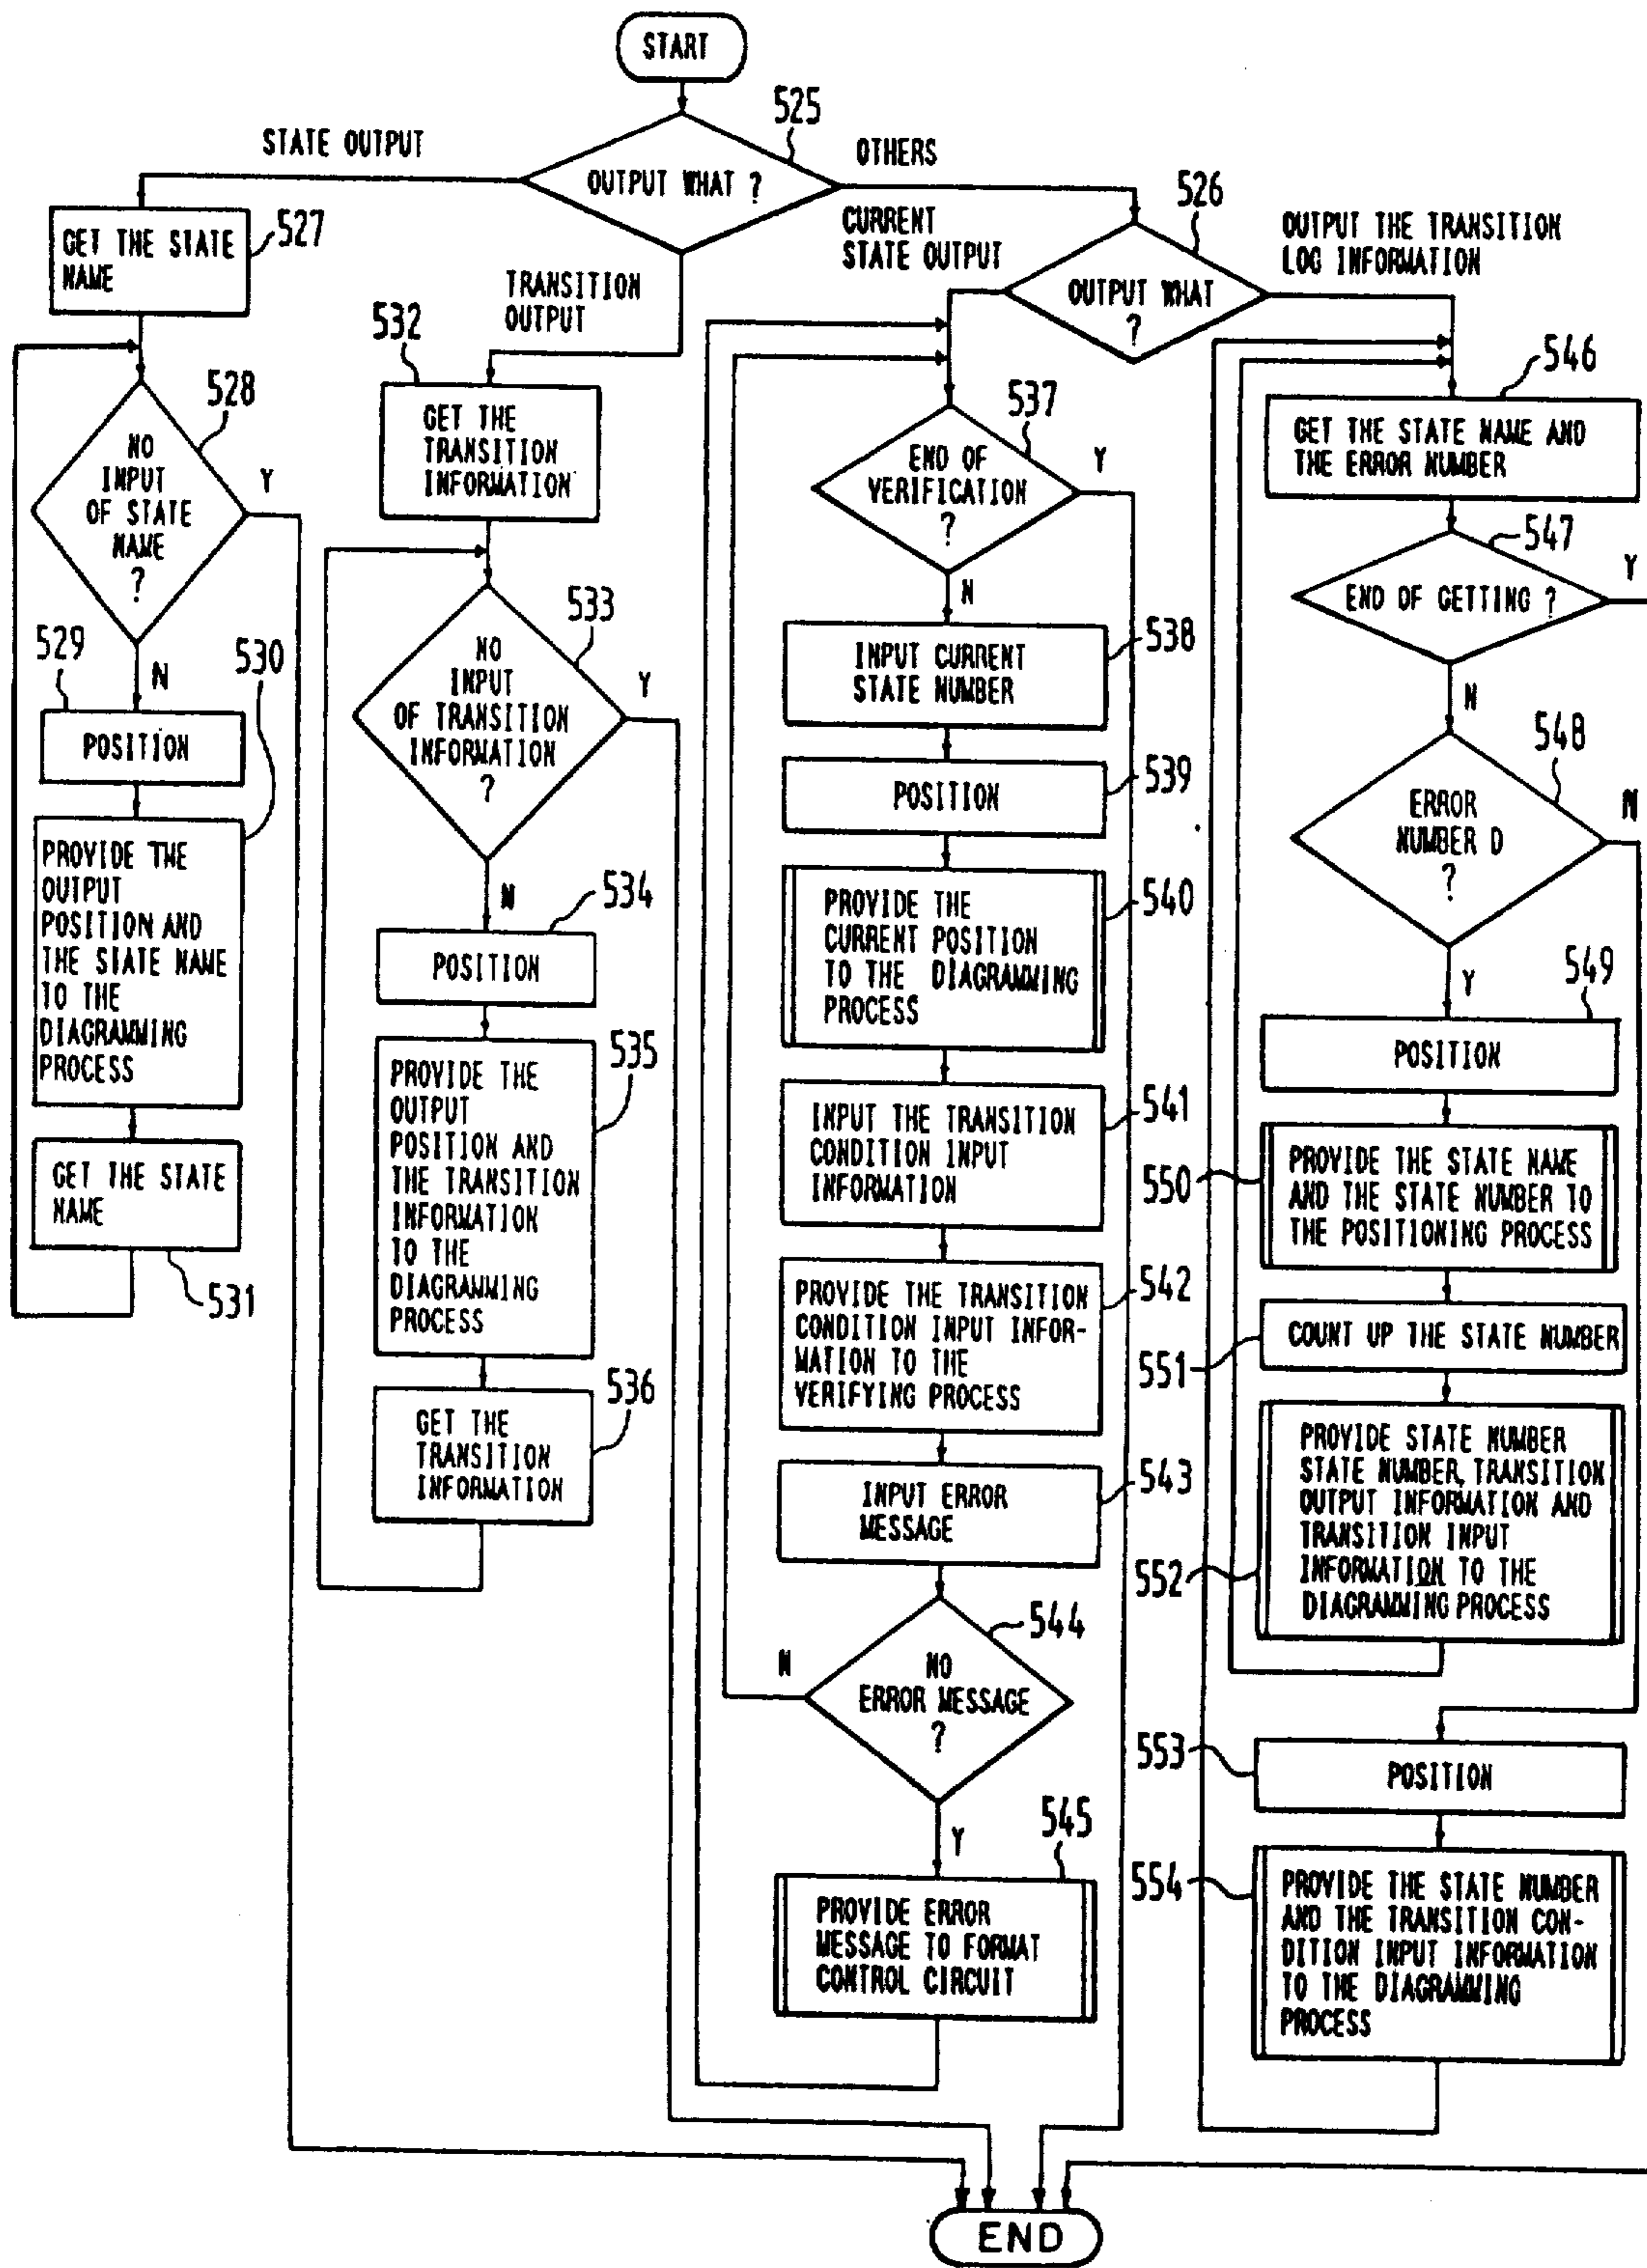 START
525
STATE OUTPUT
OTHERS
OUTPUT WHAT ?
526
527
GET THE STATE
NAME
CURRENT
STATE OUTPUT
OUTPUT THE TRANSITION
LOG INFORMATION
OUTPUT WHAT
?
TRANSITION
OUTPUT
532
528
NO
INPUT
OF STATE
NAME
?
Y
N
529
530
POSITION
PROVIDE THE
OUTPUT
POSITION AND
THE STATE NAME
TO THE
DIAGRAMMING
PROCESS
GET THE STATE
NAME
531
GET THE
TRANSITION
INFORMATION
533
NO
INPUT
OF TRANSITION
INFORMATION
?
Y
N
534
POSITION
535
PROVIDE THE
OUTPUT
POSITION AND
THE TRANSITION
INFORMATION
TO THE
DIAGRAMMING
PROCESS
536
GET THE
TRANSITION
INFORMATION
537
END OF
VERIFICATION
?
Y
N
538
INPUT CURRENT
STATE NUMBER
539
POSITION
540
PROVIDE THE
CURRENT POSITION
TO THE DIAGRAMMING
PROCESS
541
INPUT THE TRANSITION
CONDITION INPUT
INFORMATION
542
PROVIDE THE TRANSITION
CONDITION INPUT INFOR-
MATION TO THE
VERIFYING PROCESS
543
INPUT ERROR
MESSAGE
544
N
NO
ERROR MESSAGE
?
Y
545
PROVIDE ERROR
MESSAGE TO FORMAT
CONTROL CIRCUIT
546
GET THE STATE NAME AND
THE ERROR NUMBER
547
END OF GETTING ?
Y
N
548
ERROR
NUMBER D
?
N
Y
549
POSITION
550
PROVIDE THE STATE NAME
AND THE STATE NUMBER TO
THE POSITIONING PROCESS
COUNT UP THE STATE NUMBER
551
PROVIDE STATE NUMBER
STATE NUMBER, TRANSITION
OUTPUT INFORMATION AND
TRANSITION INPUT
INFORMATION TO THE
DIAGRAMMING PROCESS
552
553
POSITION
554
PROVIDE THE STATE NUMBER
AND THE TRANSITION CON-
DITION INPUT INFORMATION
TO THE DIAGRAMMING
PROCESS
END